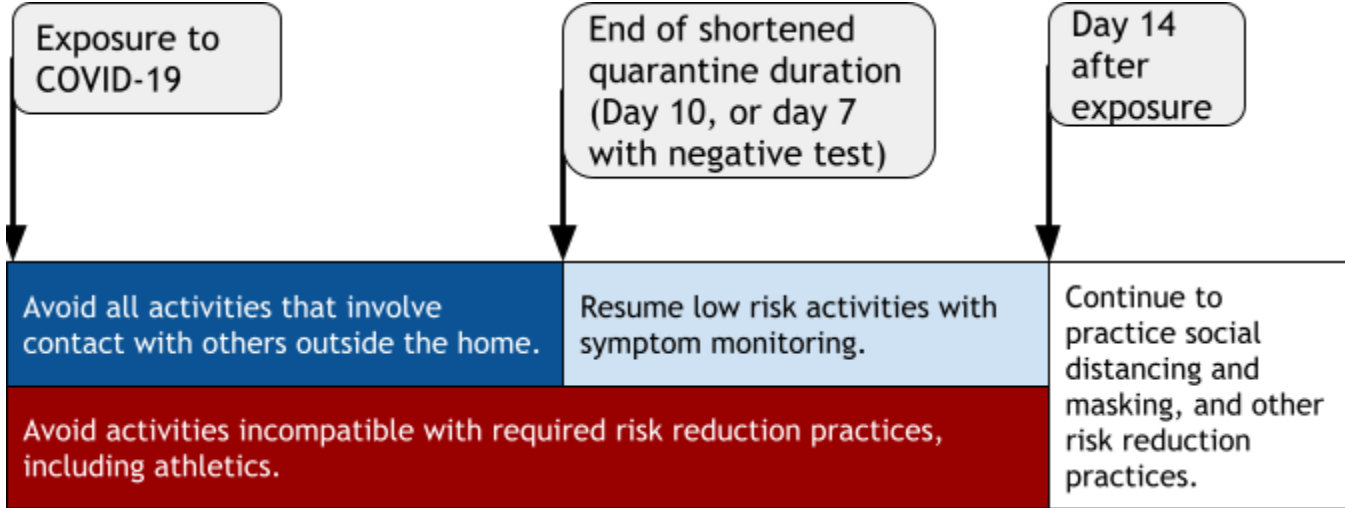 Exposure to
COVID-19
End of shortened
quarantine duration
(Day 10, or day 7
with negative test)
Day 14
after
exposure
Avoid all activities that involve
contact with others outside the home.
Resume low risk activities with
symptom monitoring.
Continue to
practice social
distancing and
masking, and other
risk reduction
practices.
Avoid activities incompatible with required risk reduction practices,
including athletics.